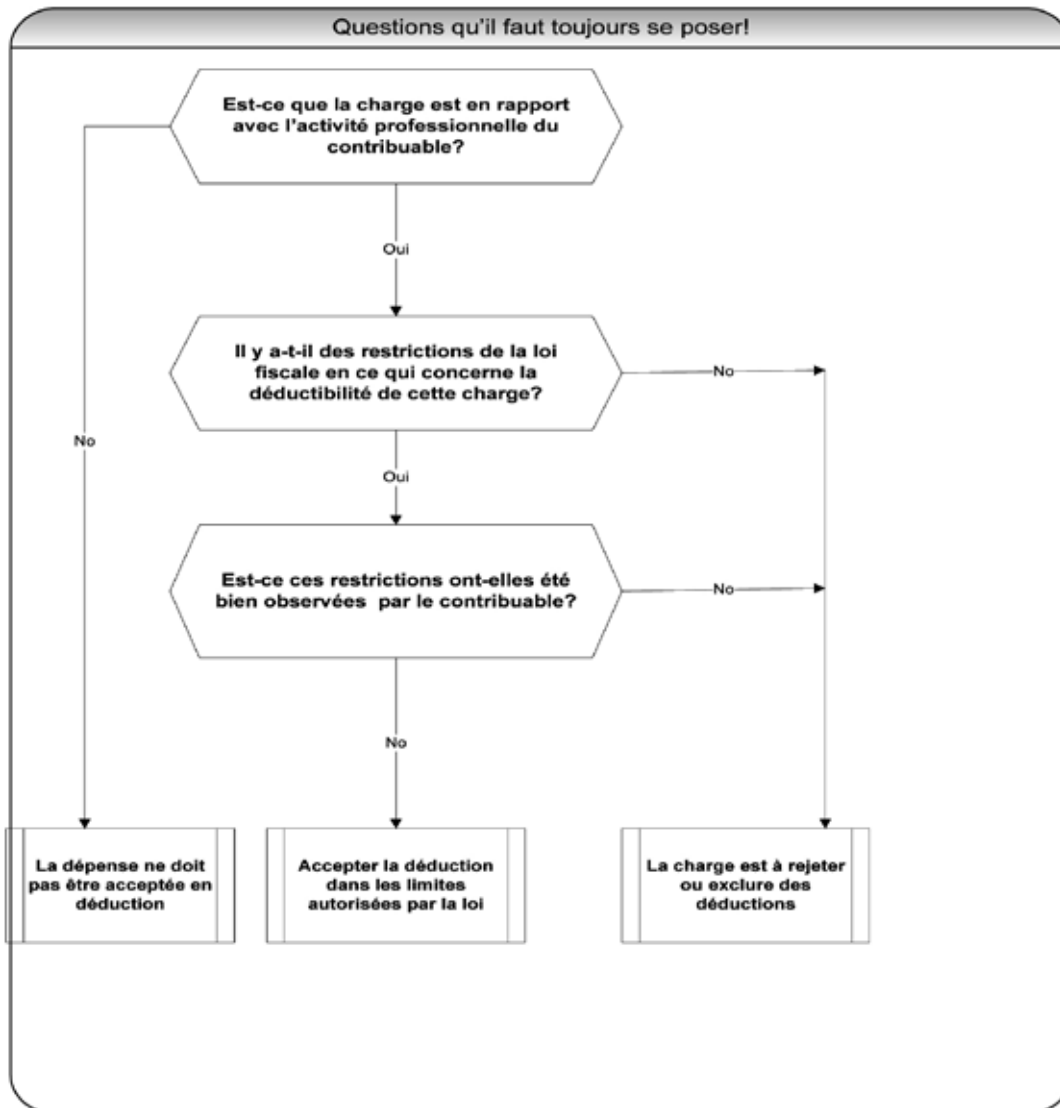 Questions qu'il faut toujours se poser!
Est-ce que la charge est en rapport
avec l'activité professionnelle du
contribuable?
Oui
Il y a-t-il des restrictions de la loi
fiscale en ce qui concerne la
déductibilité de cette charge?
No
No
Oui
Est-ce ces restrictions ont-elles été
bien observées par le contribuable?
No
No
La dépense ne doit
pas être acceptée en
déduction
Accepter la déduction
dans les limites
autorisées par la loi
La charge est à rejeter
ou exclure des
déductions